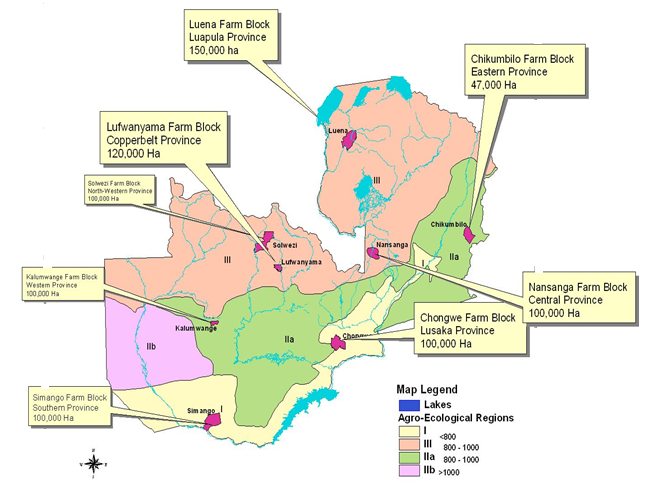 Luena Farm Block
Luapula Province
150,000 ha
Chikumbilo Farm Block
Eastern Province
47,000 Ha
Lufwanyama Farm Block
Copperbelt Province
120,000 Ha
Solwezi Farm Block
North-Western Province
100,000 Ha
Kalumwange Farm Block
Western Province
100,000 Ha
Simango Farm Block
Southern Province
100,000 Ha
Nansanga Farm Block
Central Province
100,000 Ha
Chongwe Farm Block
Lusaka Province
100,000 Ha
Luena
III
Chikumbilo
Solwezi
Nansanga
IIa
Lufwanyama
III
I
Kalumwange
Chongw
IIa
IIb
Simango
I
Map Legend
Lakes
Agro-Ecological Regions
I <800
III 800 - 1000
IIa 800 - 1000
IIb >1000